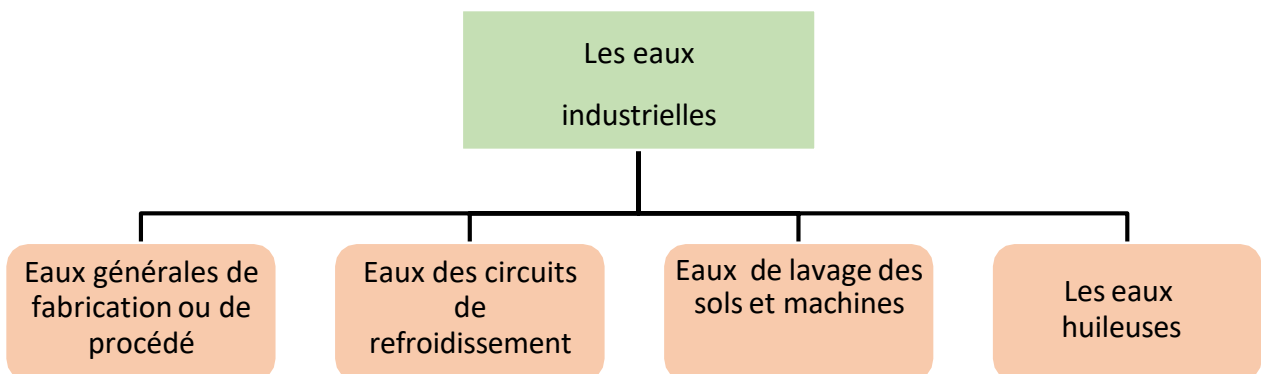 Les eaux
industrielles
Eaux générales de
fabrication ou de
procédé
Eaux des circuits
de
refroidissement
Eaux de lavage des
sols et machines
Les eaux
huileuses